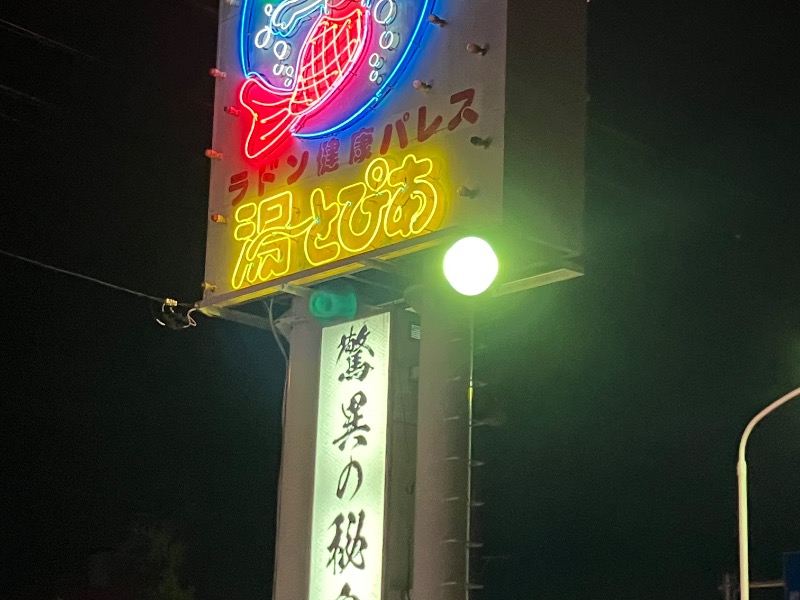 ラドン健康パレス
湯とぴあ
驚異の秘